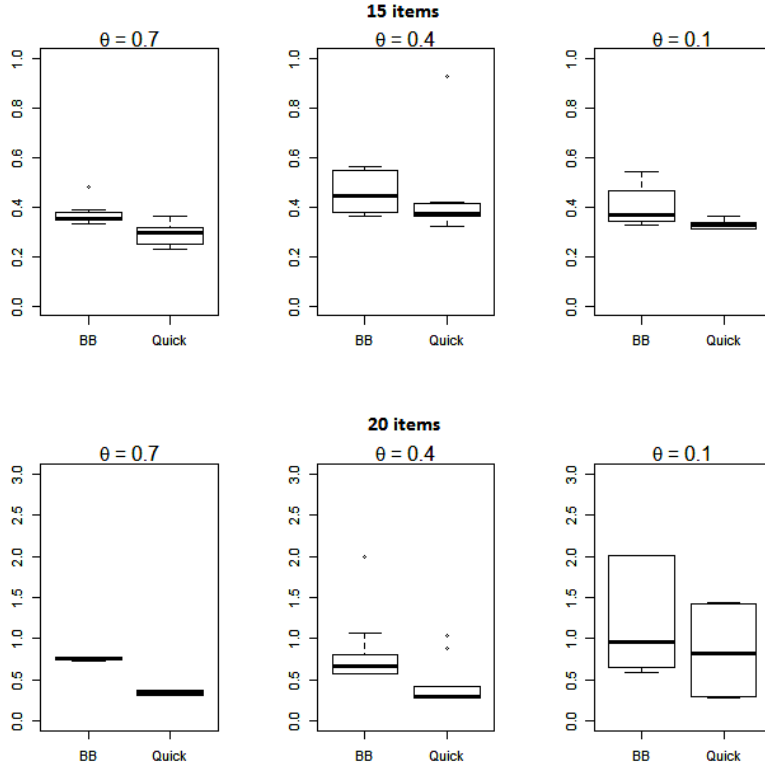 15 items
θ = 0.7 θ = 0.4 θ = 0.1
1.0 1.0 1.0
0.8 0.8 0.8
0.6 0.6 0.6
0.4 0.4 0.4
0.2 0.2 0.2
0.0 0.0 0.0
BB Quick BB Quick BB Quick
20 items
θ = 0.7 θ = 0.4 θ = 0.1
3.0 3.0 3.0
2.5 2.5 2.5
2.0 2.0 2.0
1.5 1.5 1.5
1.0 1.0 1.0
0.5 0.5 0.5
0.0 0.0 0.0
BB Quick BB Quick BB Quick